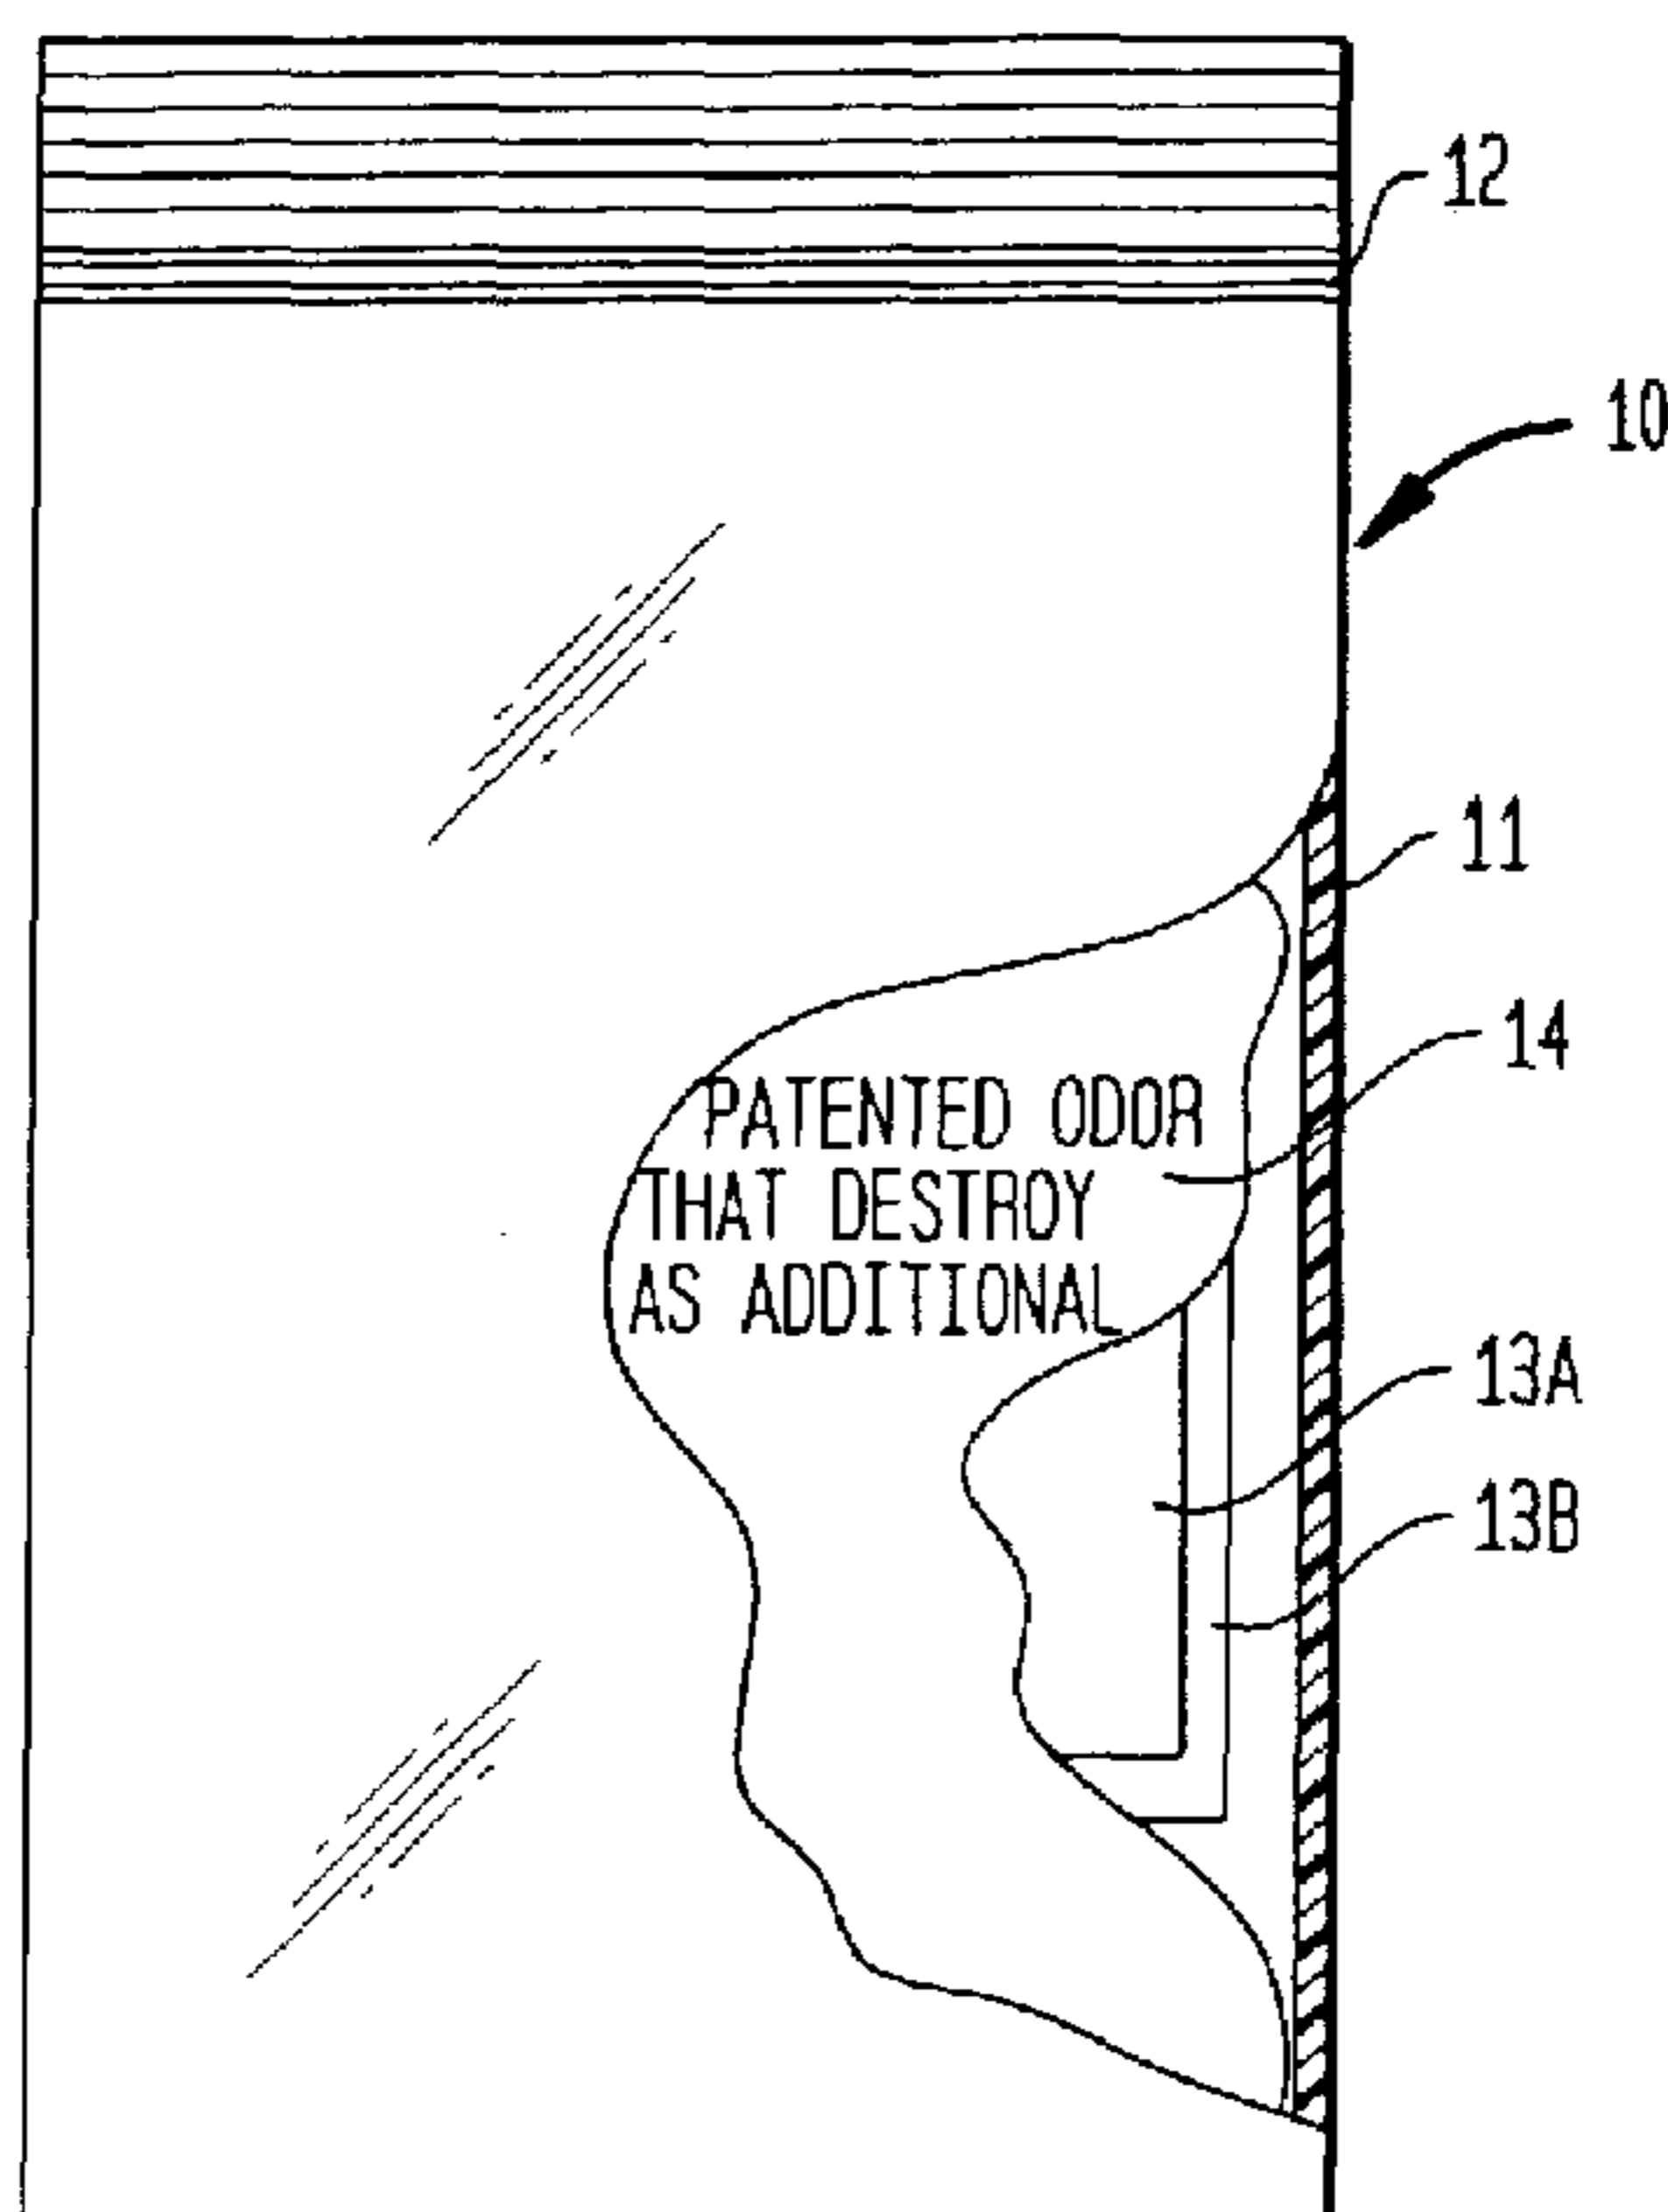 12
10
11
14
PATENTED ODOR
THAT DESTROY
AS ADDITIONAL
13A
13B